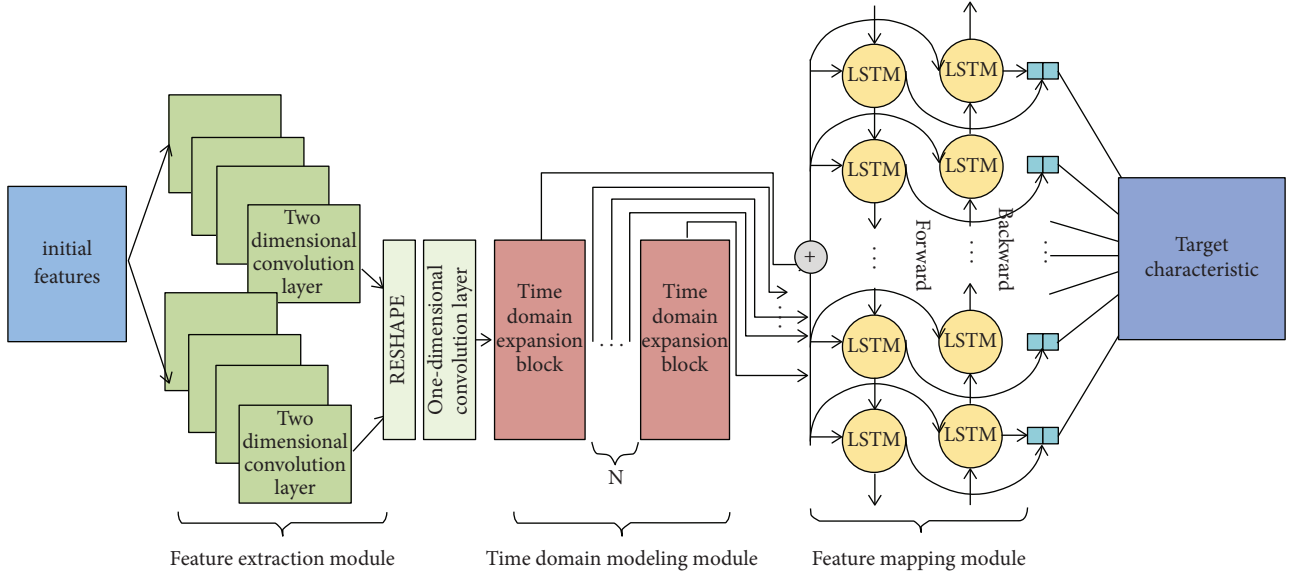 initial
features
Two
dimensional
convolution
layer
Two
dimensional
convolution
layer
RESHAPE
One-dimensional
convolution layer
Time
domain
expansion
block
...
Time
domain
expansion
block
N
+
LSTM
LSTM
LSTM
LSTM
Forward
Backward
LSTM
LSTM
LSTM
LSTM
Target
characteristic
Feature extraction module
Time domain modeling module
Feature mapping module